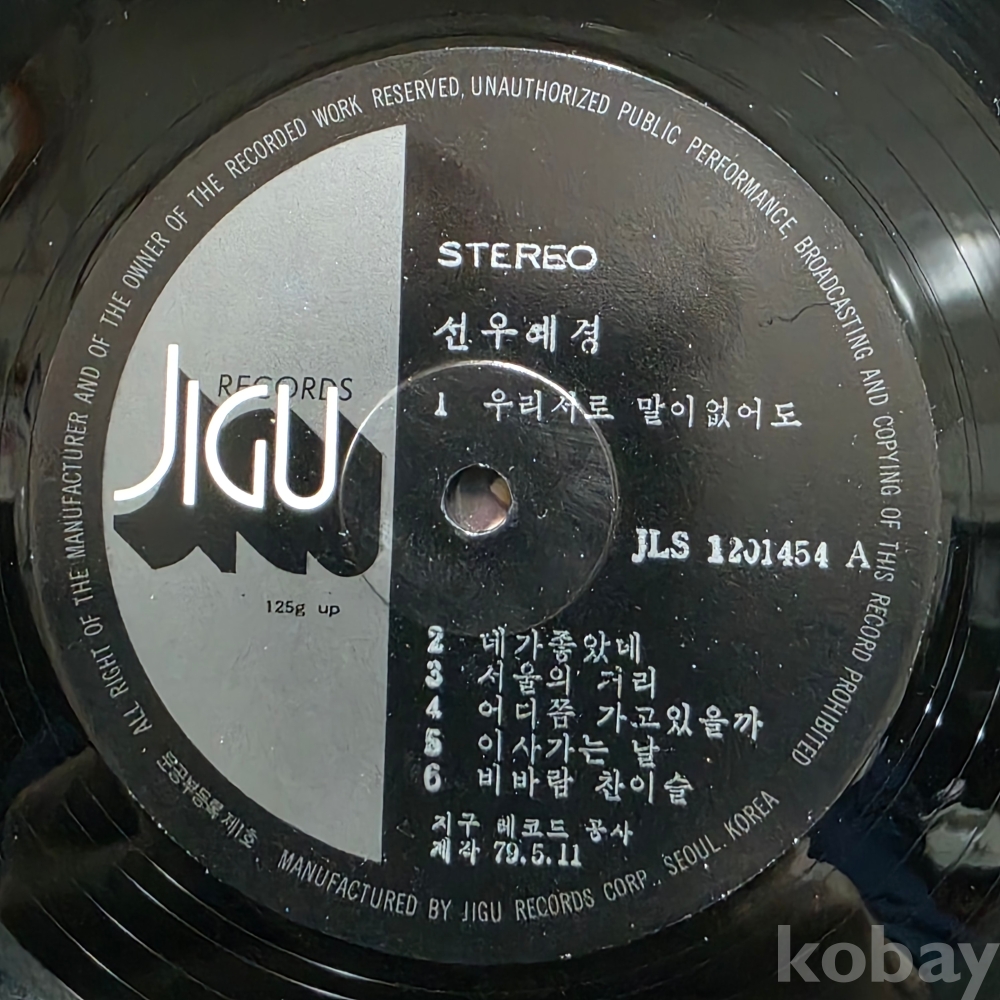 ALL RIGHT OF THE MANUFACTURER AND OF THE OWNER OF THE RECORDED WORK RESERVED, UNAUTHORIZED PUBLIC PERFORMANCE, BROADCASTING AND COPYING OF THIS RECORD PROHIBITED
STEREO
선우혜경
RECORDS
JIGU
1 우리서로 말이없어도
JLS 1201454 A
125g up
2 네가좋았네
3 서울의 거리
4 어디쯤 가고있을까
5 이사가는 날
6 비바람 찬이슬
지구 레코드 공사
제작 79.5.11
문공부등록 제1호.
MANUFACTURED BY JIGU RECORDS CORP., SEOUL. KOREA
kobay